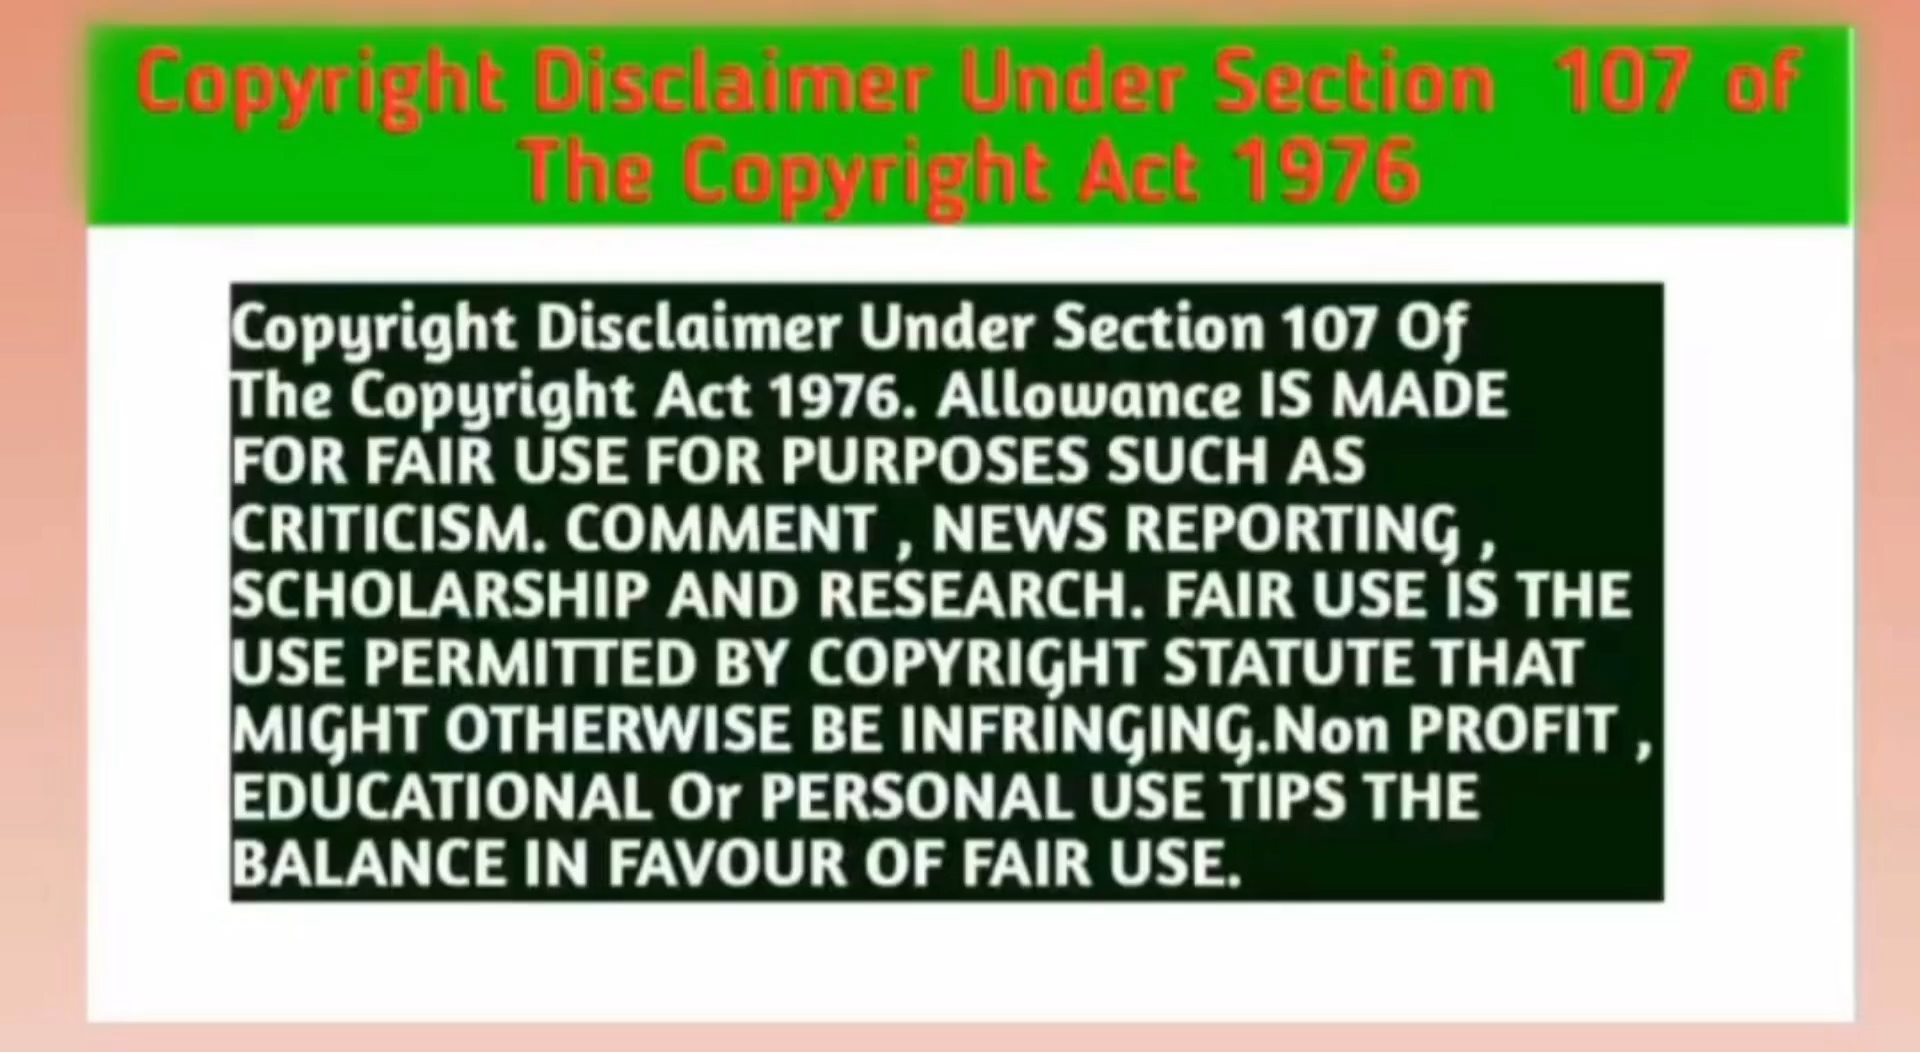 Copyright Disclaimer Under Section 107 of
The Copyright Act 1976
Copyright Disclaimer Under Section 107 Of
The Copyright Act 1976. Allowance IS MADE
FOR FAIR USE FOR PURPOSES SUCH AS
CRITICISM. COMMENT , NEWS REPORTING ,
SCHOLARSHIP AND RESEARCH. FAIR USE IS THE
USE PERMITTED BY COPYRIGHT STATUTE THAT
MIGHT OTHERWISE BE INFRINGING.Non PROFIT ,
EDUCATIONAL Or PERSONAL USE TIPS THE
BALANCE IN FAVOUR OF FAIR USE.